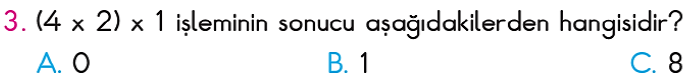 3. (4 x 2) x 1 işleminin sonucu aşağıdakilerden hangisidir?
A. 0 B. 1 C. 8